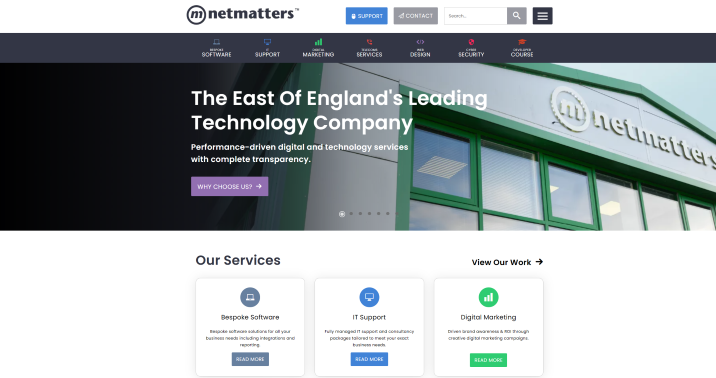 netmatters™
SUPPORT
CONTACT
Search...
BESPOKE
SOFTWARE
IT
SUPPORT
DIGITAL
MARKETING
TELECOMS
SERVICES
WEB
DESIGN
CYBER
SECURITY
DEVELOPER
COURSE
The East Of England's Leading
Technology Company
Performance-driven digital and technology services
with complete transparency.
WHY CHOOSE US?
netmatters
Our Services
View Our Work
Bespoke Software
Bespoke software solutions for all your
business needs including integrations and
reporting.
READ MORE
IT Support
Fully managed IT support and consultancy
packages tailored to meet your exact
business needs.
READ MORE
Digital Marketing
Driven brand awareness & ROI through
creative digital marketing campaigns.
READ MORE